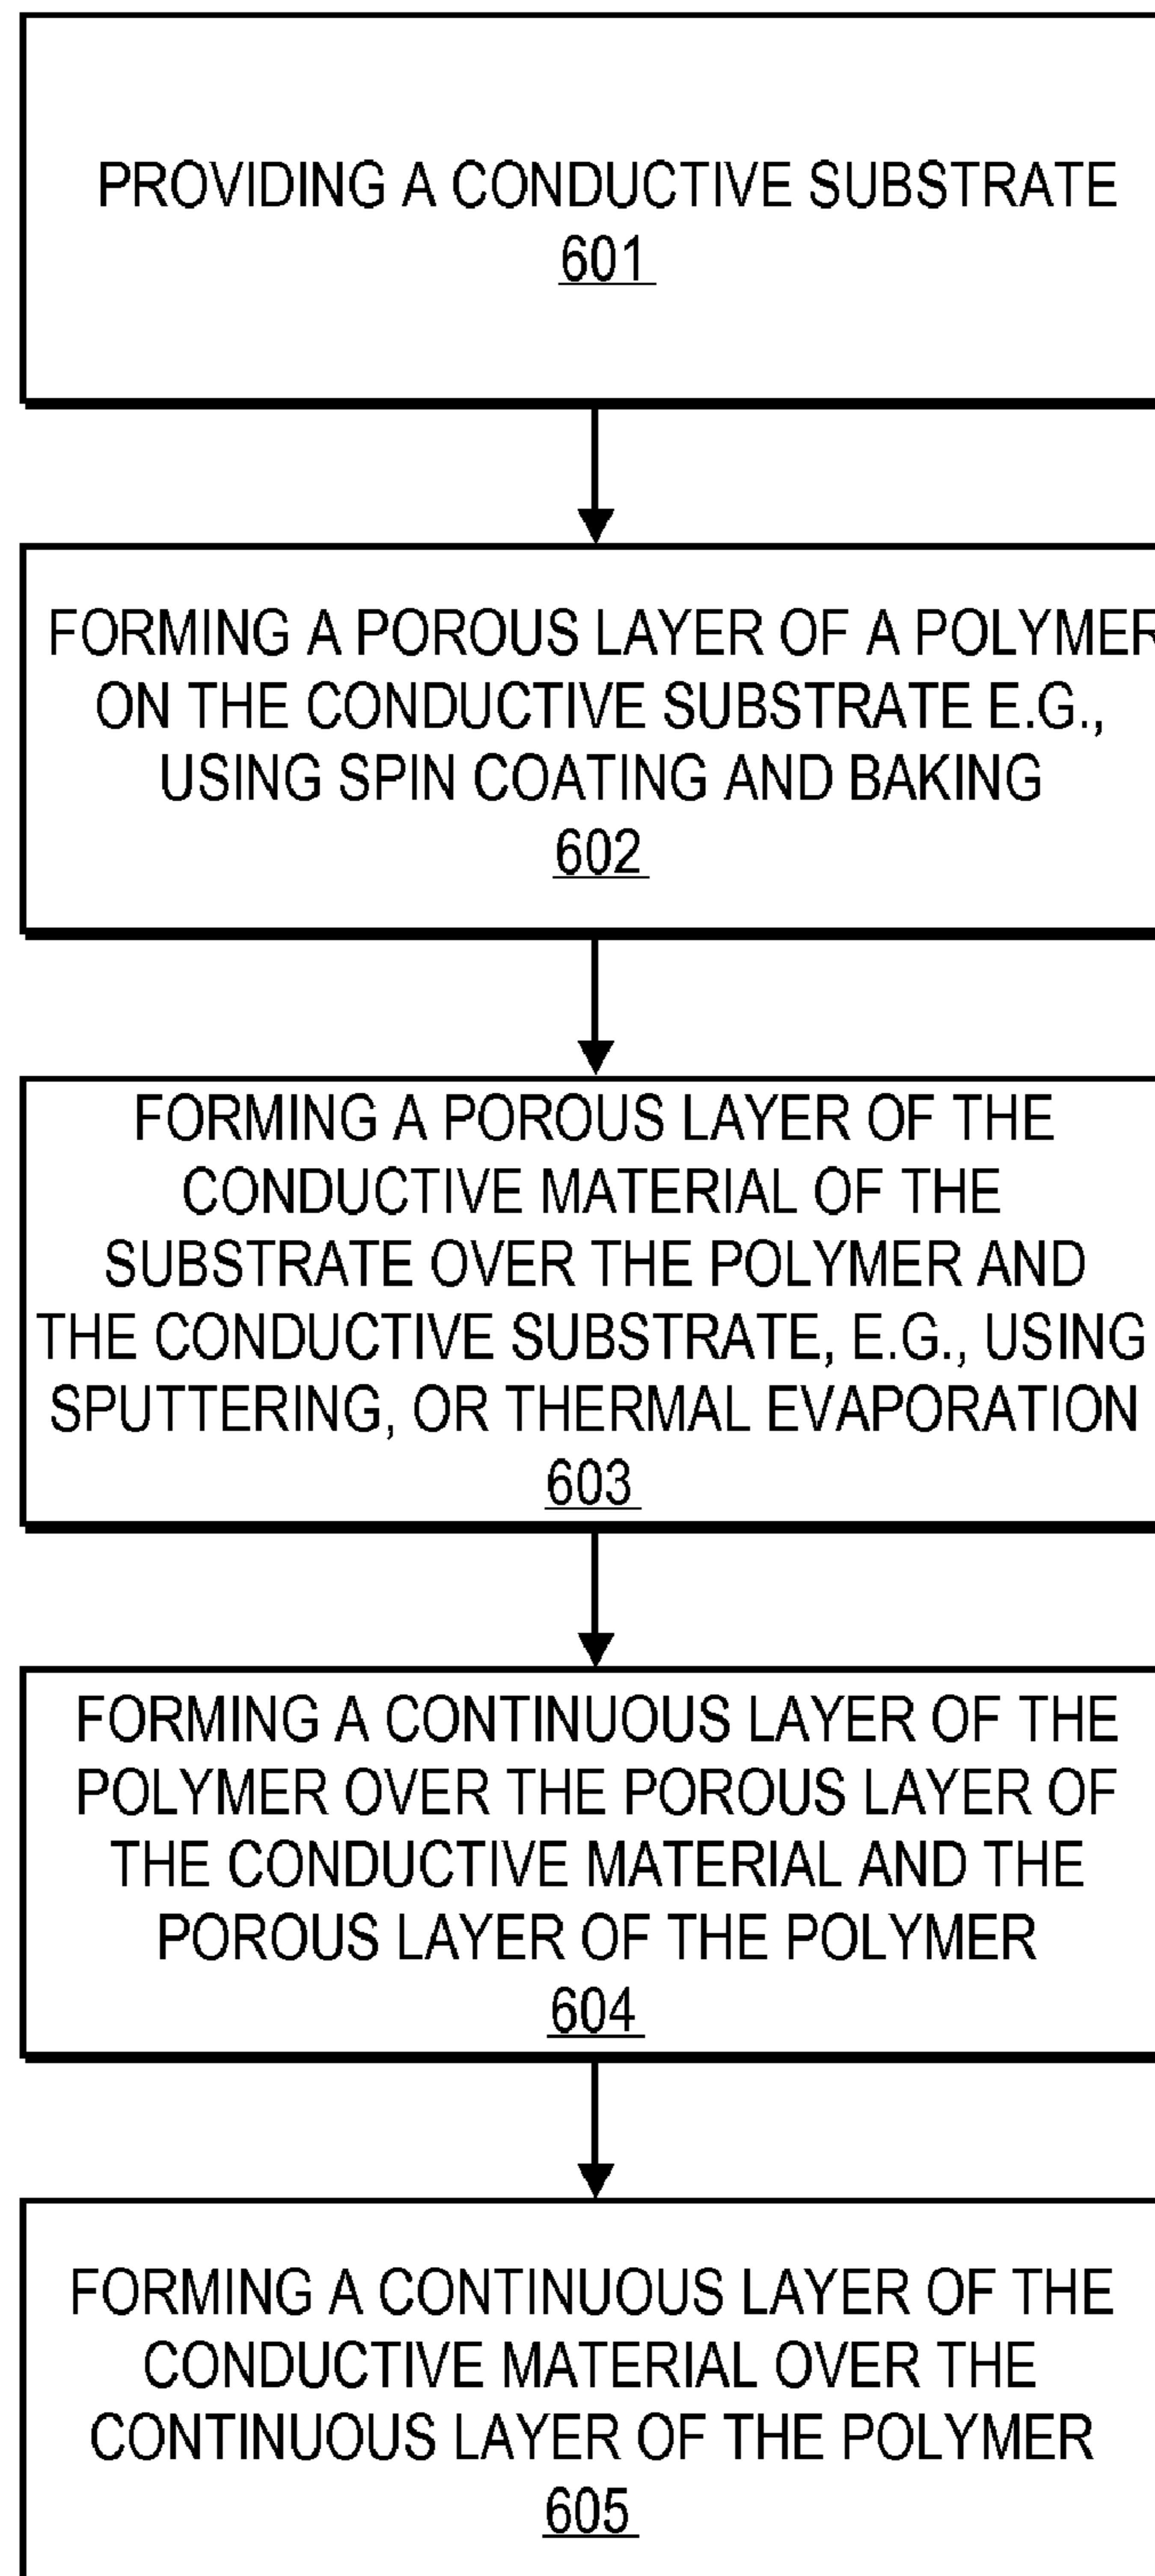 PROVIDING A CONDUCTIVE SUBSTRATE
601
FORMING A POROUS LAYER OF A POLYMER
ON THE CONDUCTIVE SUBSTRATE E.G.,
USING SPIN COATING AND BAKING
602
FORMING A POROUS LAYER OF THE
CONDUCTIVE MATERIAL OF THE
SUBSTRATE OVER THE POLYMER AND
THE CONDUCTIVE SUBSTRATE, E.G., USING
SPUTTERING, OR THERMAL EVAPORATION
603
FORMING A CONTINUOUS LAYER OF THE
POLYMER OVER THE POROUS LAYER OF
THE CONDUCTIVE MATERIAL AND THE
POROUS LAYER OF THE POLYMER
604
FORMING A CONTINUOUS LAYER OF THE
CONDUCTIVE MATERIAL OVER THE
CONTINUOUS LAYER OF THE POLYMER
605